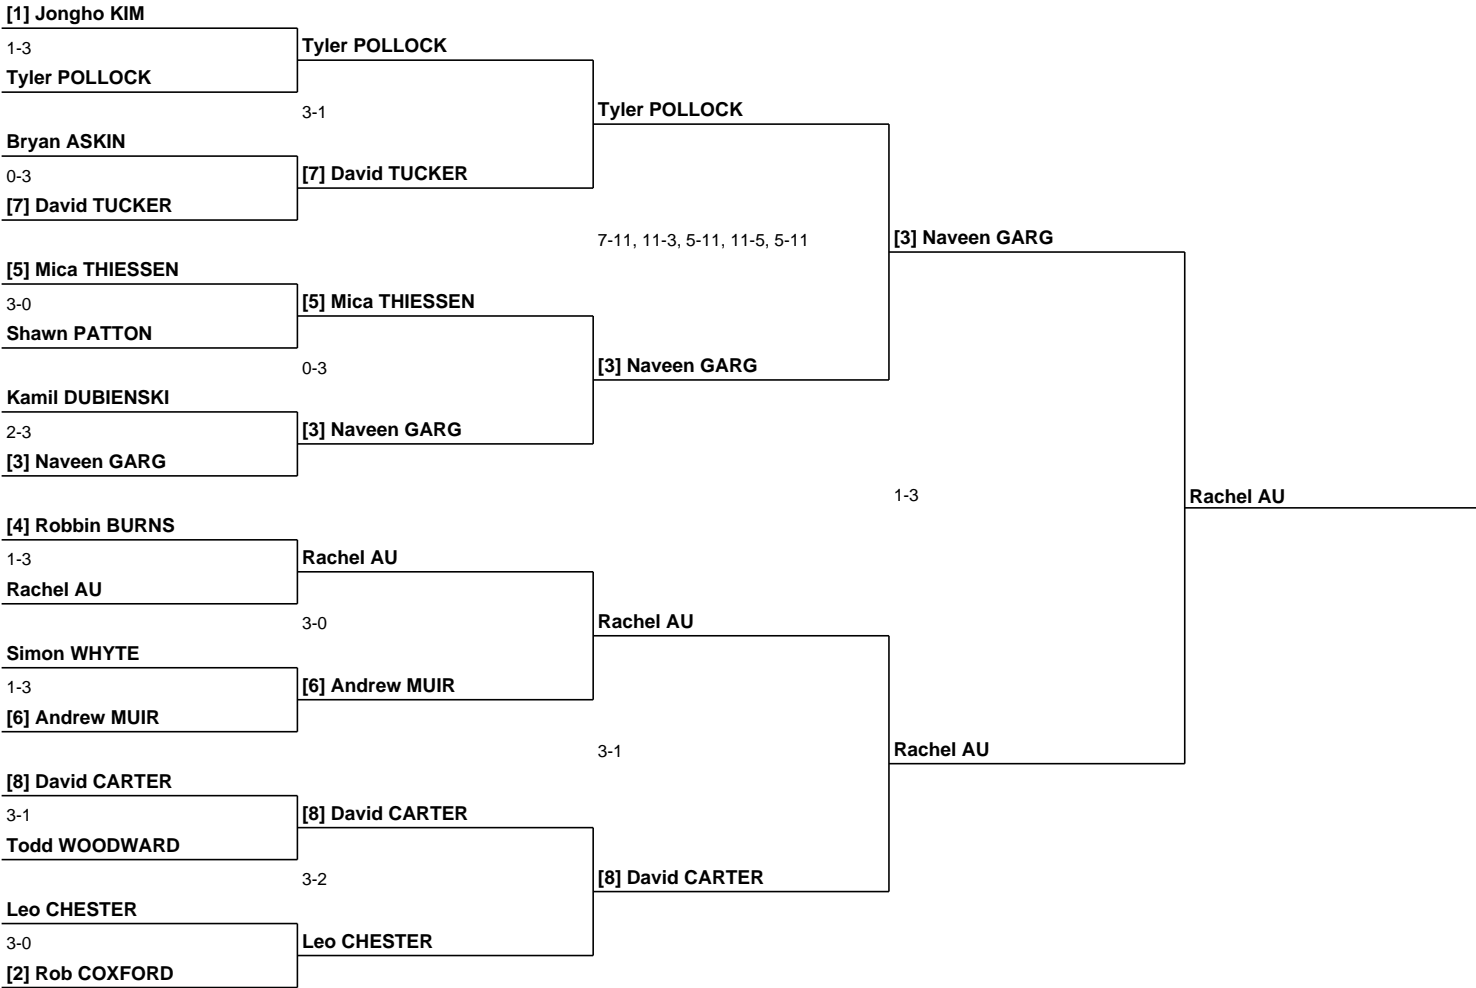 [1] Jongho KIM
1-3
Tyler POLLOCK
Bryan ASKIN
0-3
[7] David TUCKER
[5] Mica THIESSEN
3-0
Shawn PATTON
Kamil DUBIENSKI
2-3
[3] Naveen GARG
[4] Robbin BURNS
1-3
Rachel AU
Simon WHYTE
1-3
[6] Andrew MUIR
[8] David CARTER
3-1
Todd WOODWARD
Leo CHESTER
3-0
[2] Rob COXFORD
Tyler POLLOCK
3-1
[7] David TUCKER
[5] Mica THIESSEN
0-3
[3] Naveen GARG
Rachel AU
3-0
[6] Andrew MUIR
[8] David CARTER
3-2
Leo CHESTER
Tyler POLLOCK
7-11, 11-3, 5-11, 11-5, 5-11
[3] Naveen GARG
Rachel AU
3-1
[8] David CARTER
[3] Naveen GARG
1-3
Rachel AU
Rachel AU